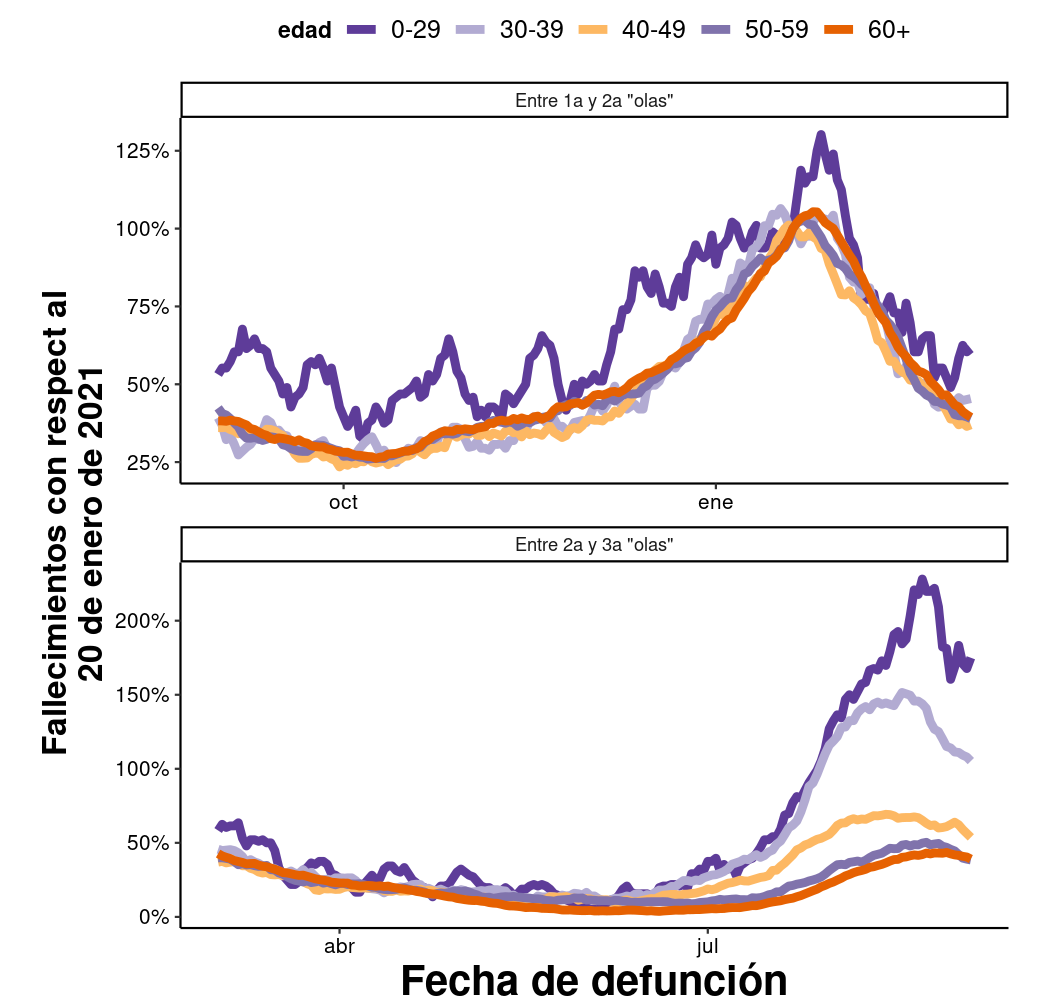 edad 0-29 30-39 40-49 50-59 60+
Entre 1a y 2a "olas"
125%
100%
75%
50%
25%
oct ene
Fallecimientos con respect al
20 de enero de 2021
Entre 2a y 3a "olas"
200%
150%
100%
50%
0%
abr jul
Fecha de defunción